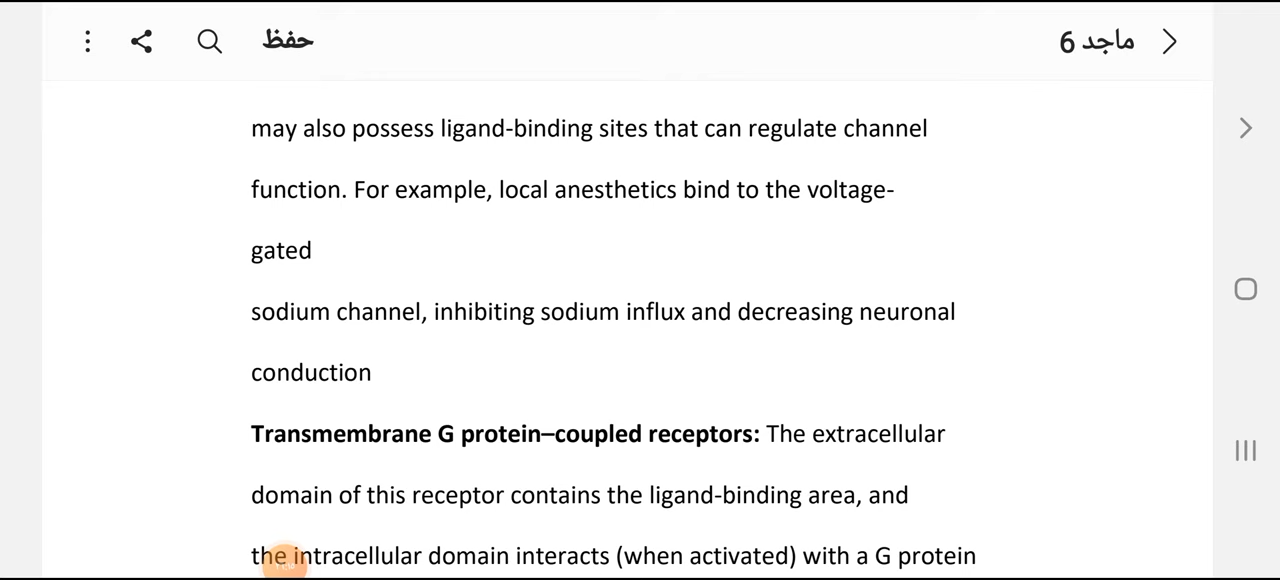 حفظ
ماجد 6
may also possess ligand-binding sites that can regulate channel
function. For example, local anesthetics bind to the voltage-
gated
sodium channel, inhibiting sodium influx and decreasing neuronal
conduction
Transmembrane G protein–coupled receptors: The extracellular
domain of this receptor contains the ligand-binding area, and
the intracellular domain interacts (when activated) with a G protein